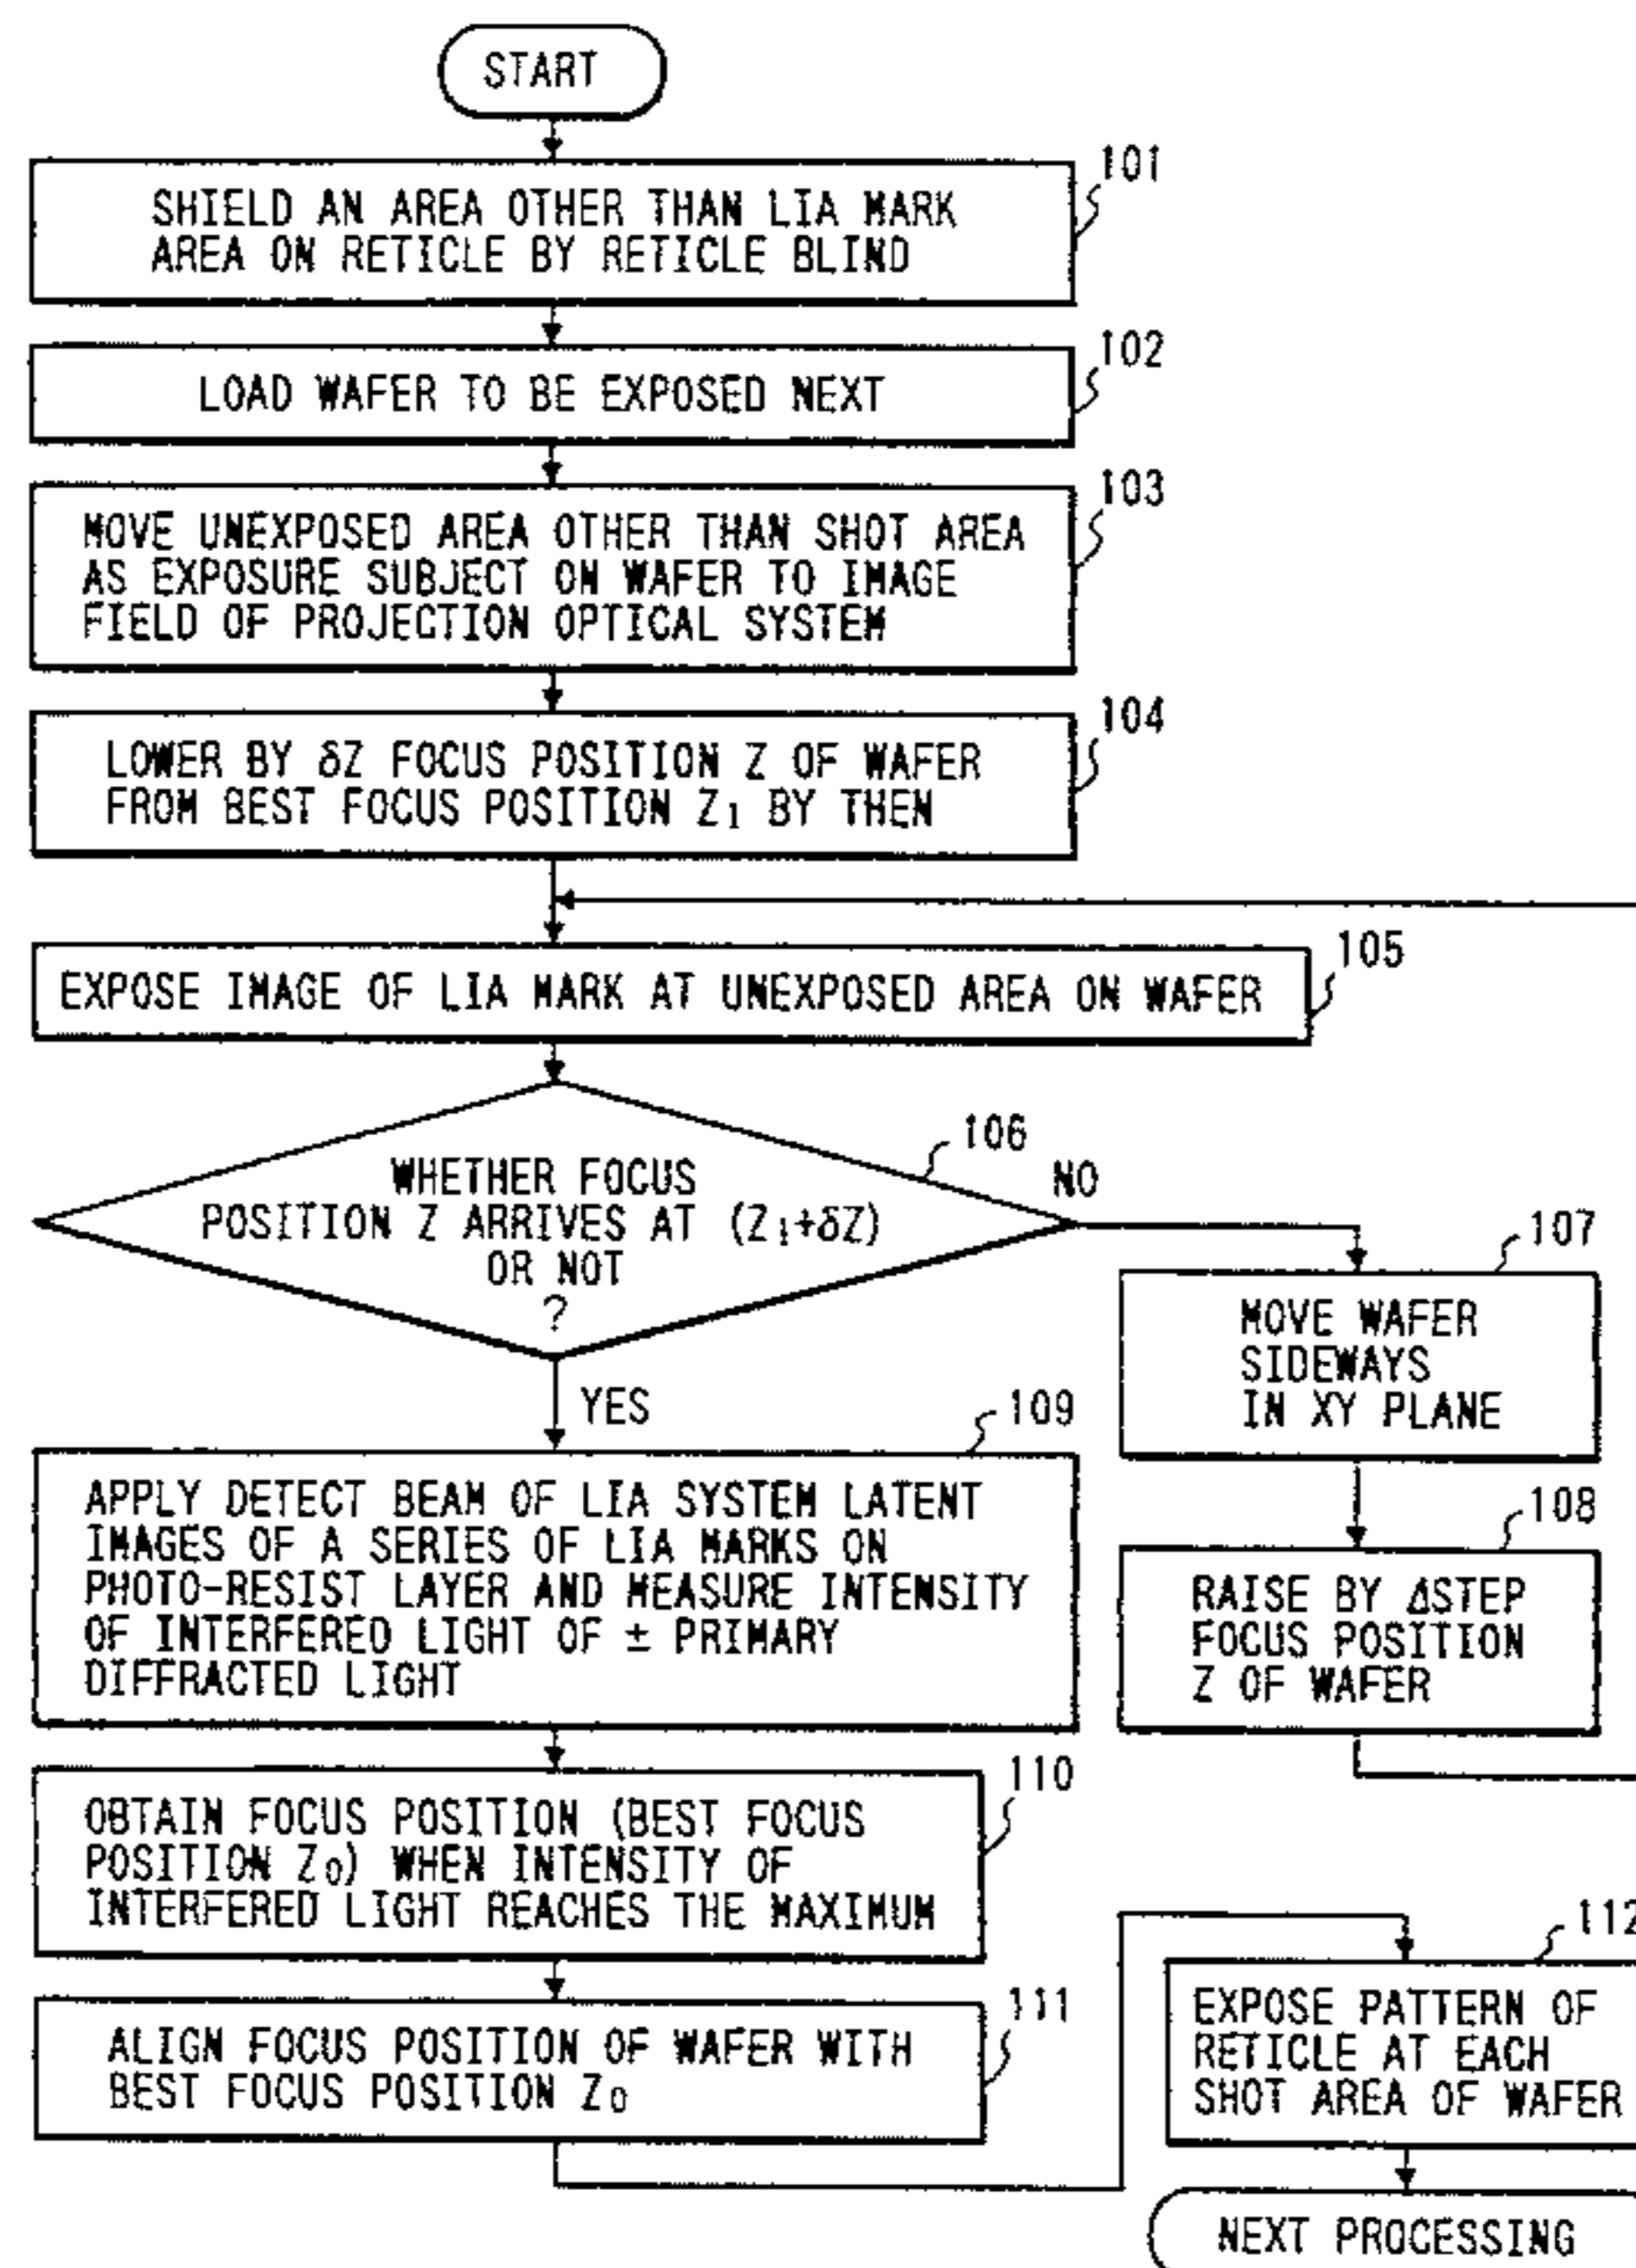 START
101
SHIELD AN AREA OTHER THAN LIA MARK
AREA ON RETICLE BY RETICLE BLIND
102
LOAD WAFER TO BE EXPOSED NEXT
103
MOVE UNEXPOSED AREA OTHER THAN SHOT AREA
AS EXPOSURE SUBJECT ON WAFER TO IMAGE
FIELD OF PROJECTION OPTICAL SYSTEM
104
LOWER BY δZ FOCUS POSITION Z OF WAFER
FROM BEST FOCUS POSITION Z₁ BY THEN
105
EXPOSE IMAGE OF LIA MARK AT UNEXPOSED AREA ON WAFER
106
WHETHER FOCUS
POSITION Z ARRIVES AT (Z₁+δZ)
OR NOT
?
NO
YES
107
MOVE WAFER
SIDEWAYS
IN XY PLANE
108
RAISE BY ΔSTEP
FOCUS POSITION
Z OF WAFER
109
APPLY DETECT BEAM OF LIA SYSTEM LATENT
IMAGES OF A SERIES OF LIA MARKS ON
PHOTO-RESIST LAYER AND MEASURE INTENSITY
OF INTERFERED LIGHT OF ± PRIMARY
DIFFRACTED LIGHT
110
OBTAIN FOCUS POSITION (BEST FOCUS
POSITION Z₀) WHEN INTENSITY OF
INTERFERED LIGHT REACHES THE MAXIMUM
111
ALIGN FOCUS POSITION OF WAFER WITH
BEST FOCUS POSITION Z₀
112
EXPOSE PATTERN OF
RETICLE AT EACH
SHOT AREA OF WAFER
NEXT PROCESSING